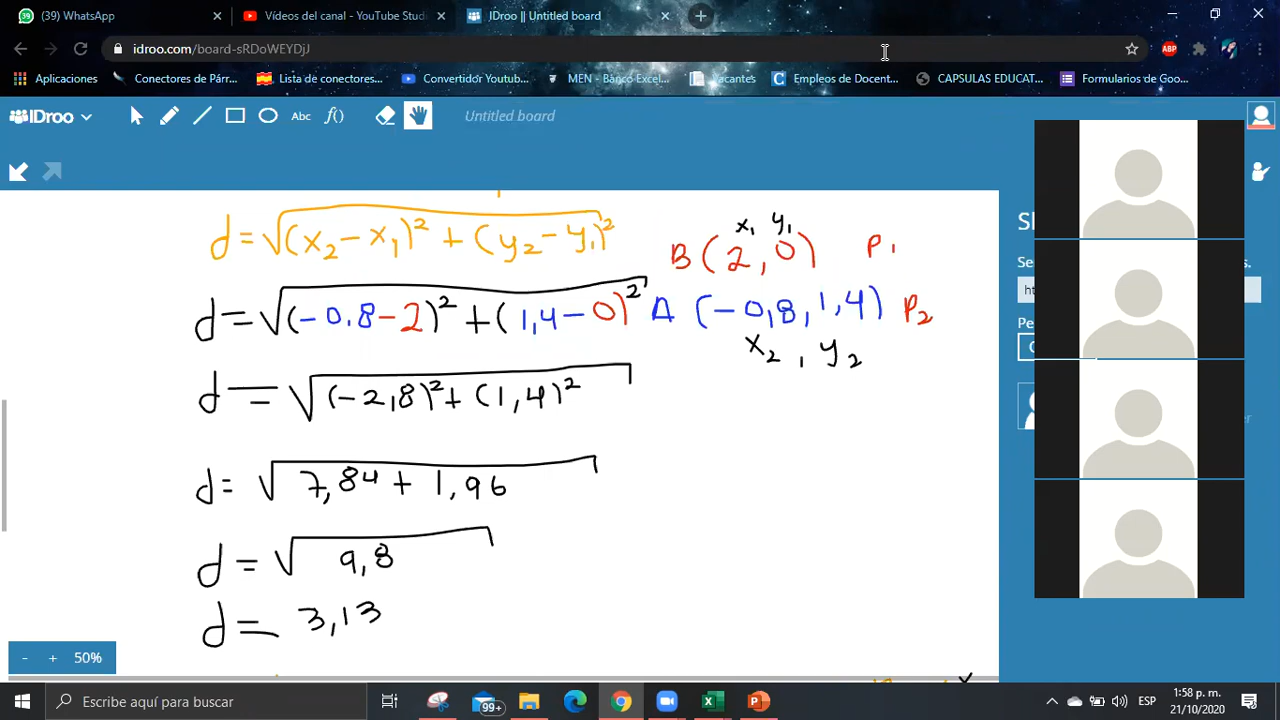 (39) WhatsApp
Vídeos del canal - YouTube Stud
IDroo || Untitled board
idroo.com/board-sRDoWEYDjJ
ABP
Aplicaciones
Conectores de Párr...
Lista de conectores...
Convertidor Youtub...
MEN - Banco Excel...
Vacantes
Empleos de Docent...
CAPSULAS EDUCAT...
Formularios de Goo...
IDroo
Abc
f()
Untitled board
d=√(x₂-x₁)²+(y₂-y₁)²
x₁ y₁
B(2,0) P₁
d=√(-0,8-2)²+(1,4-0)²
A (-0,8,1,4) P₂
x₂, y₂
d=√(-2,8)²+(1,4)²
d=√7,84+1,96
d=√9,8
d=3,13
- + 50%
Escribe aquí para buscar
99+
ESP
1:58 p. m.
21/10/2020